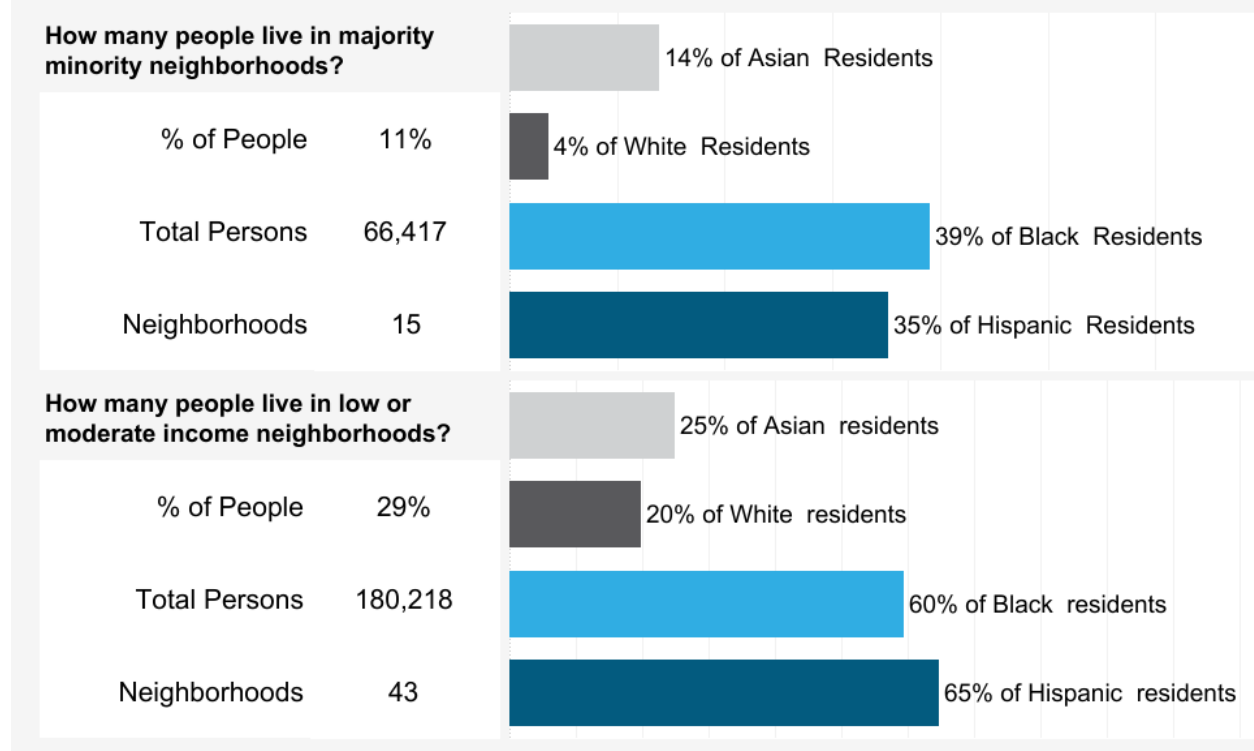 How many people live in majority
minority neighborhoods?
% of People 11%
Total Persons 66,417
Neighborhoods 15
14% of Asian Residents
4% of White Residents
39% of Black Residents
35% of Hispanic Residents
How many people live in low or
moderate income neighborhoods?
% of People 29%
Total Persons 180,218
Neighborhoods 43
25% of Asian residents
20% of White residents
60% of Black residents
65% of Hispanic residents